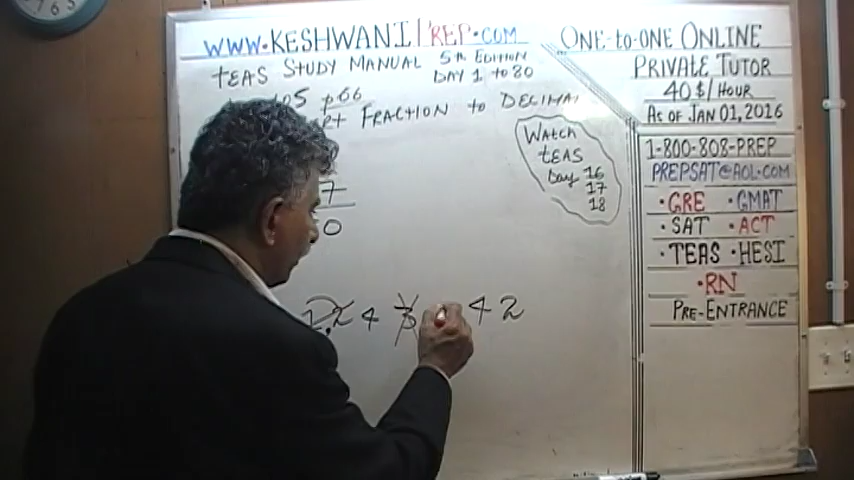 WWW.KESHWANIPREP.COM
TEAS STUDY MANUAL 5TH EDITION
DAY 1 TO 80
p66
FRACTION to DECIMAL
7
0
4 2
WATCH
TEAS
Day 16
17
18
ONE-TO-ONE ONLINE
PRIVATE TUTOR
40$/HOUR
AS OF JAN 01,2016
1-800-808-PREP
PREPSAT@AOL.COM
•GRE •GMAT
•SAT •ACT
•TEAS •HESI
•RN
PRE-ENTRANCE